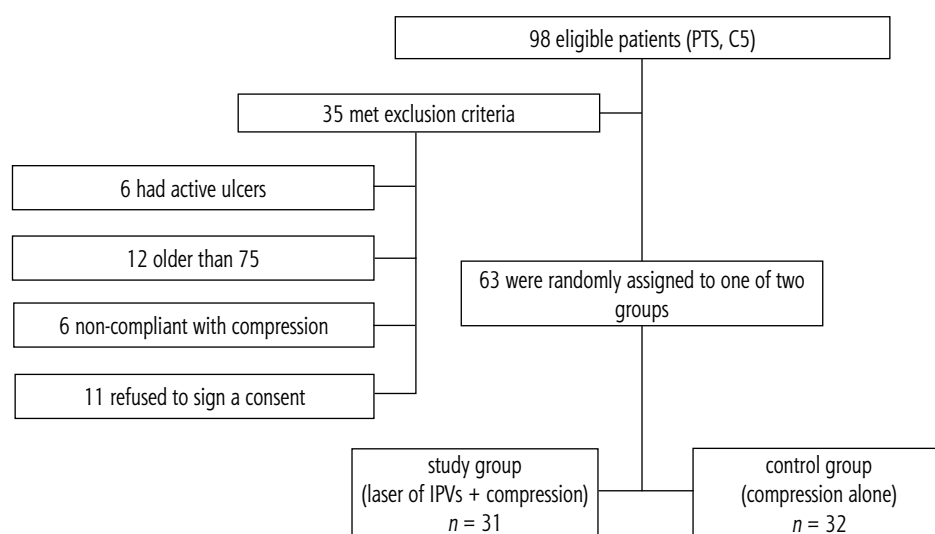 98 eligible patients (PTS, C5)
35 met exclusion criteria
6 had active ulcers
12 older than 75
6 non-compliant with compression
11 refused to sign a consent
63 were randomly assigned to one of two
groups
study group
(laser of IPVs + compression)
n = 31
control group
(compression alone)
n = 32